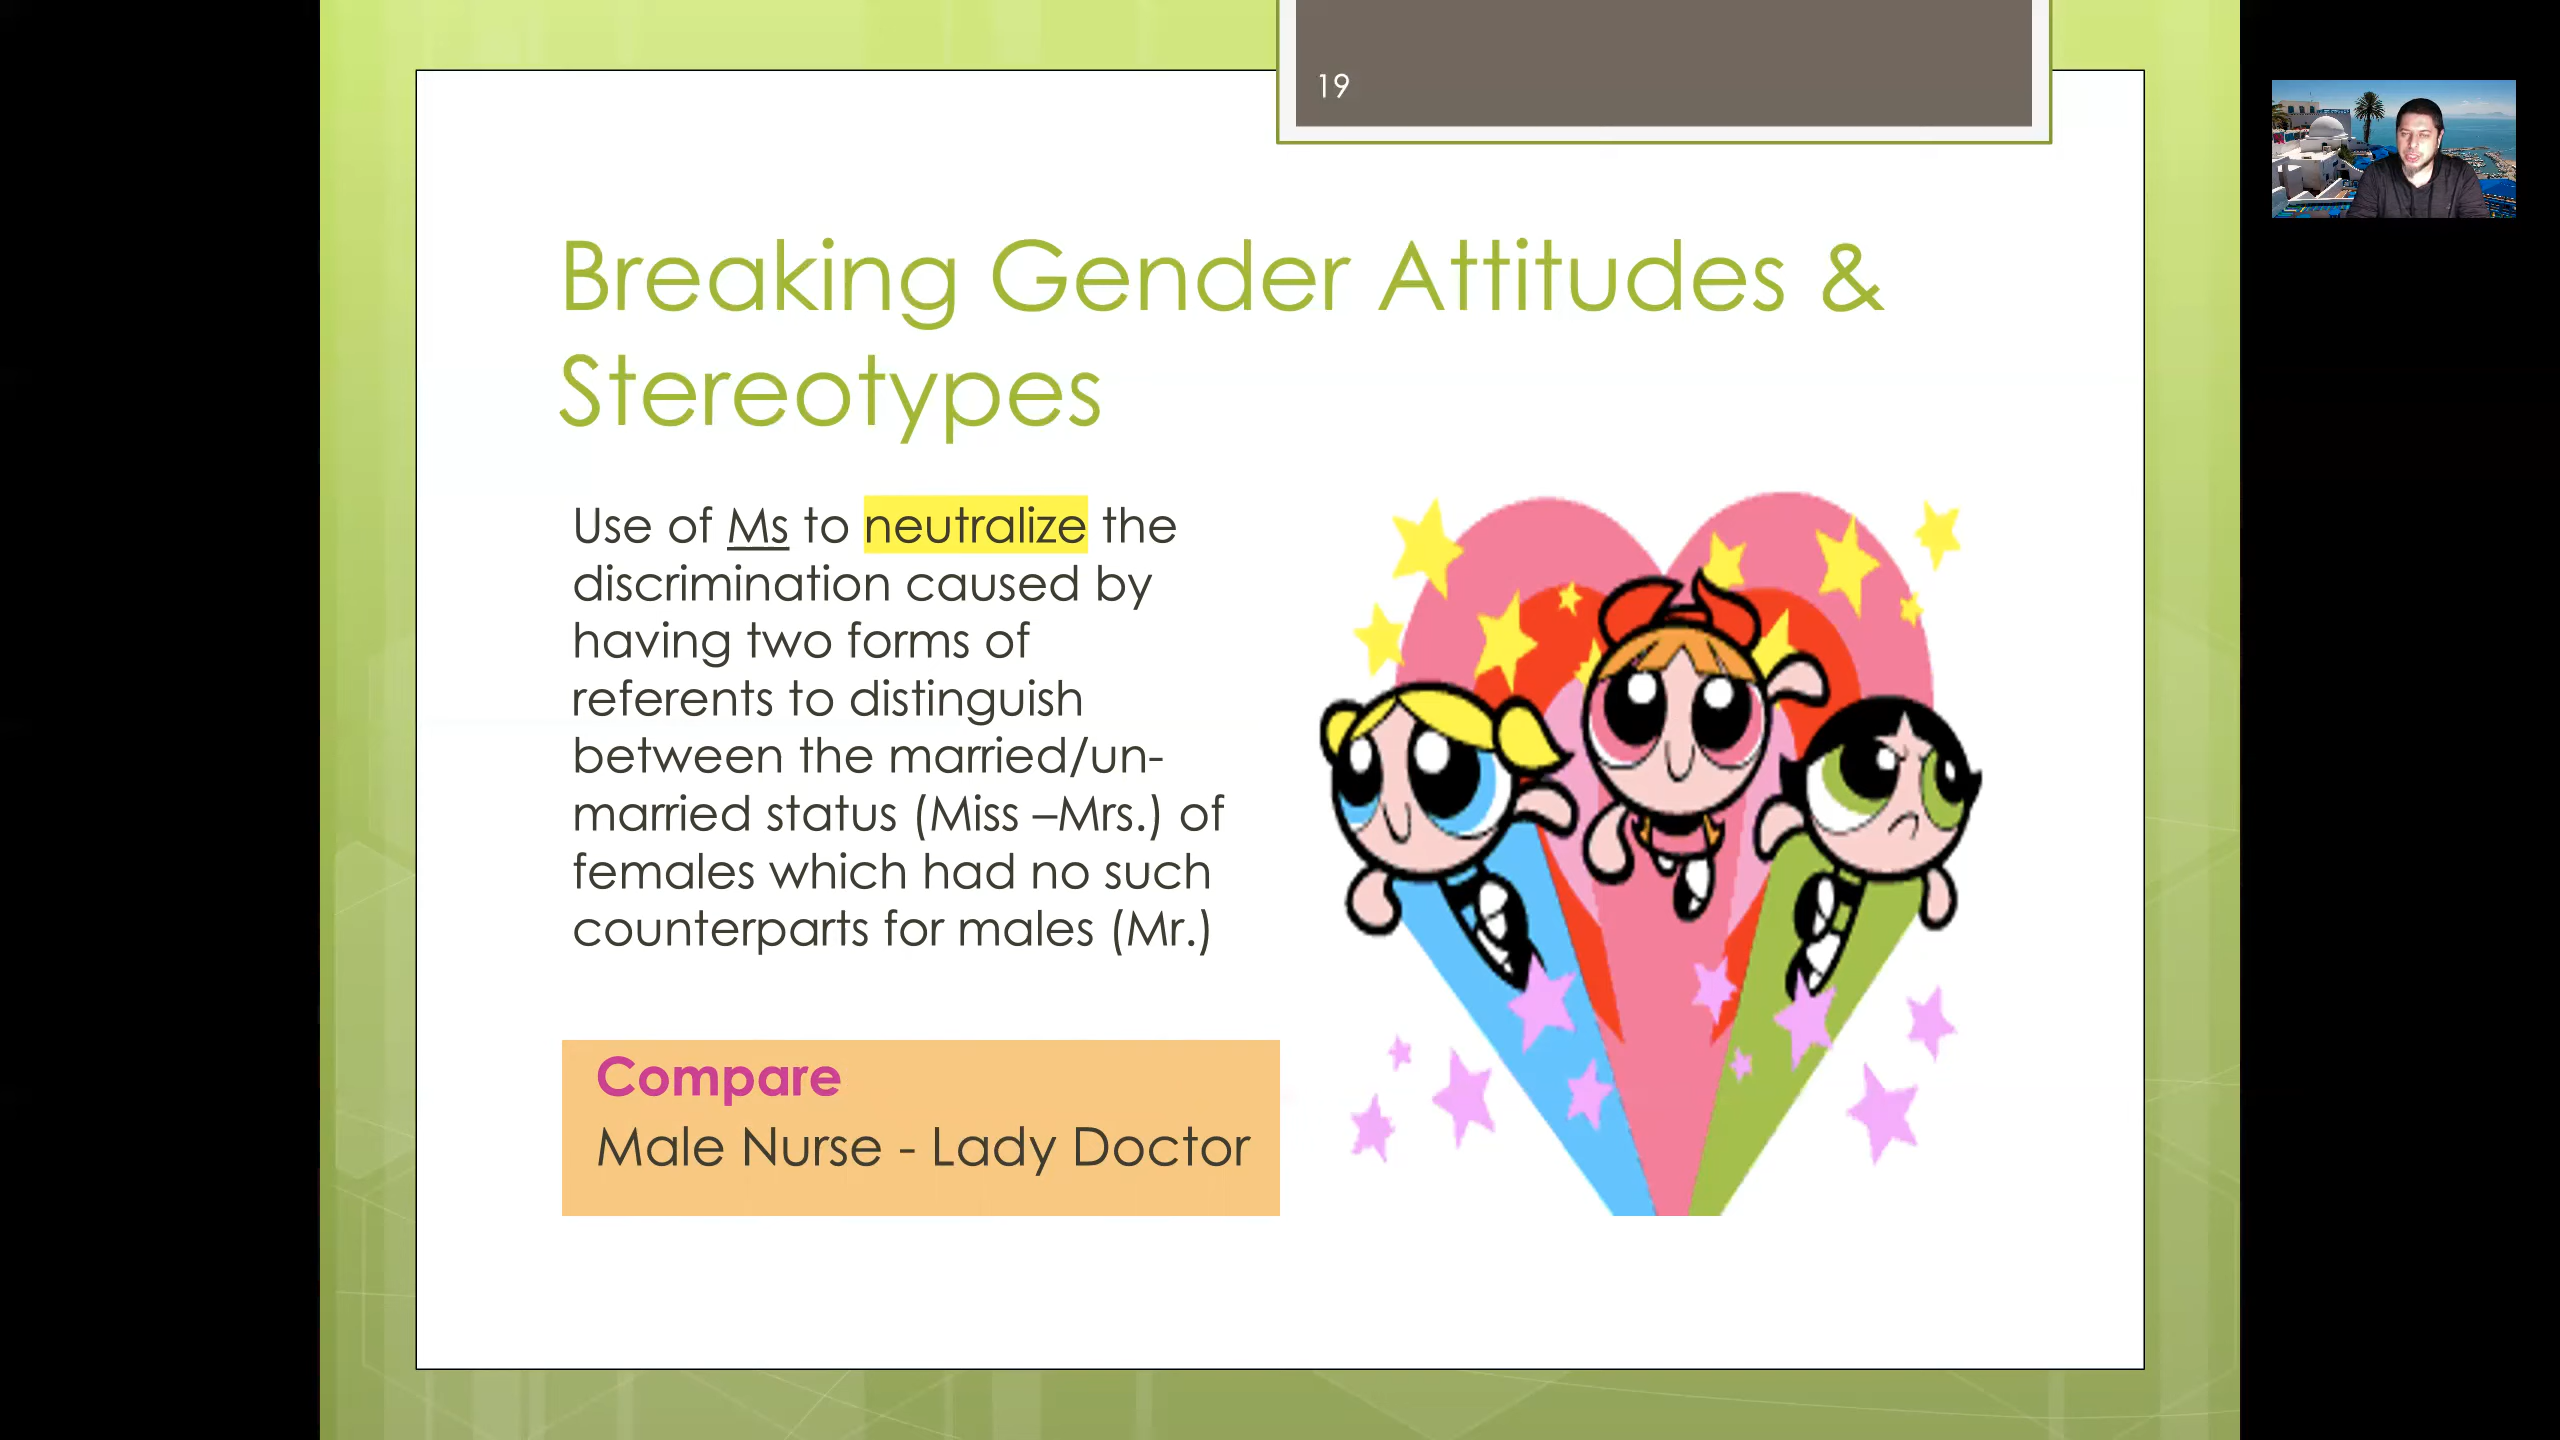 19
Breaking Gender Attitudes &
Stereotypes
Use of Ms to neutralize the
discrimination caused by
having two forms of
referents to distinguish
between the married/un-
married status (Miss –Mrs.) of
females which had no such
counterparts for males (Mr.)
Compare
Male Nurse - Lady Doctor